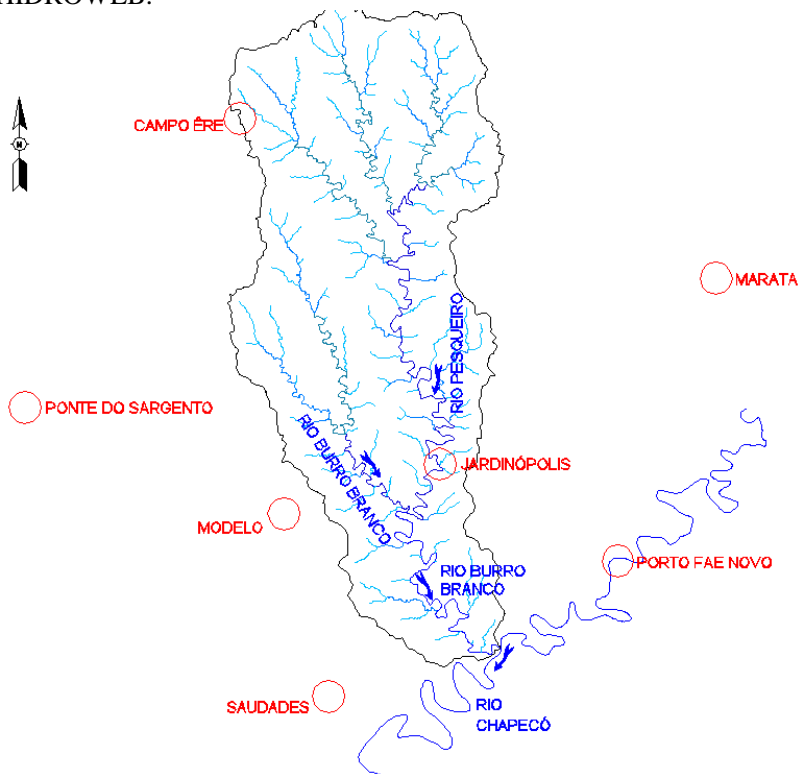 HIDROWEB.
CAMPO ÊRE
N
MARATA
RIO PESQUEIRO
PONTE DO SARGENTO
RIO BURRO BRANCO
JARDINÓPOLIS
MODELO
PORTO FAE NOVO
RIO BURRO
BRANCO
SAUDADES
RIO
CHAPECÓ